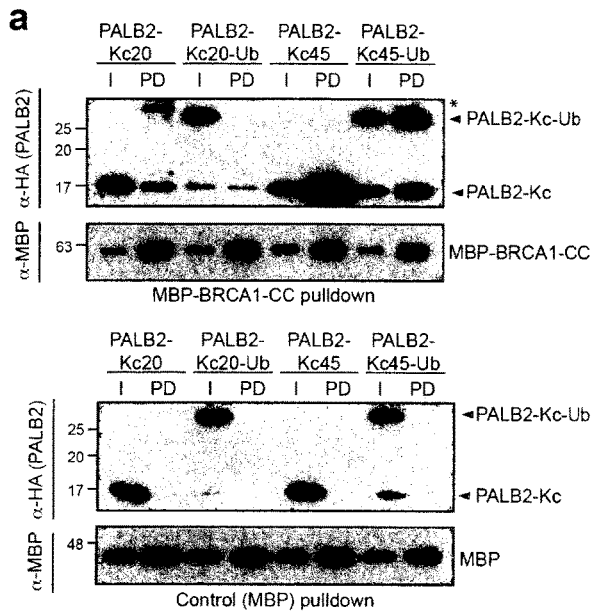 a
PALB2- PALB2- PALB2- PALB2-
Kc20 Kc20-Ub Kc45 Kc45-Ub
I PD I PD I PD I PD
α-HA (PALB2)
*
25
PALB2-Kc-Ub
20
17
PALB2-Kc
α-MBP
63
MBP-BRCA1-CC
MBP-BRCA1-CC pulldown
PALB2- PALB2- PALB2- PALB2-
Kc20 Kc20-Ub Kc45 Kc45-Ub
I PD I PD I PD I PD
α-HA (PALB2)
PALB2-Kc-Ub
25
20
17
PALB2-Kc
α-MBP
48
MBP
Control (MBP) pulldown